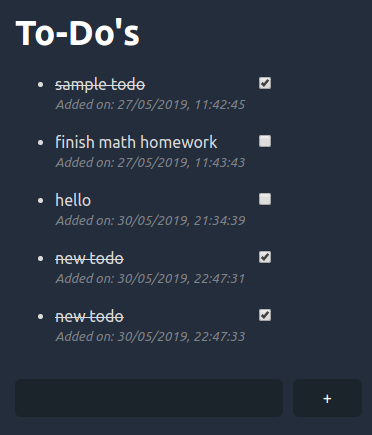 To-Do's
sample todo
Added on: 27/05/2019, 11:42:45
finish math homework
Added on: 27/05/2019, 11:43:43
hello
Added on: 30/05/2019, 21:34:39
new todo
Added on: 30/05/2019, 22:47:31
new todo
Added on: 30/05/2019, 22:47:33
+